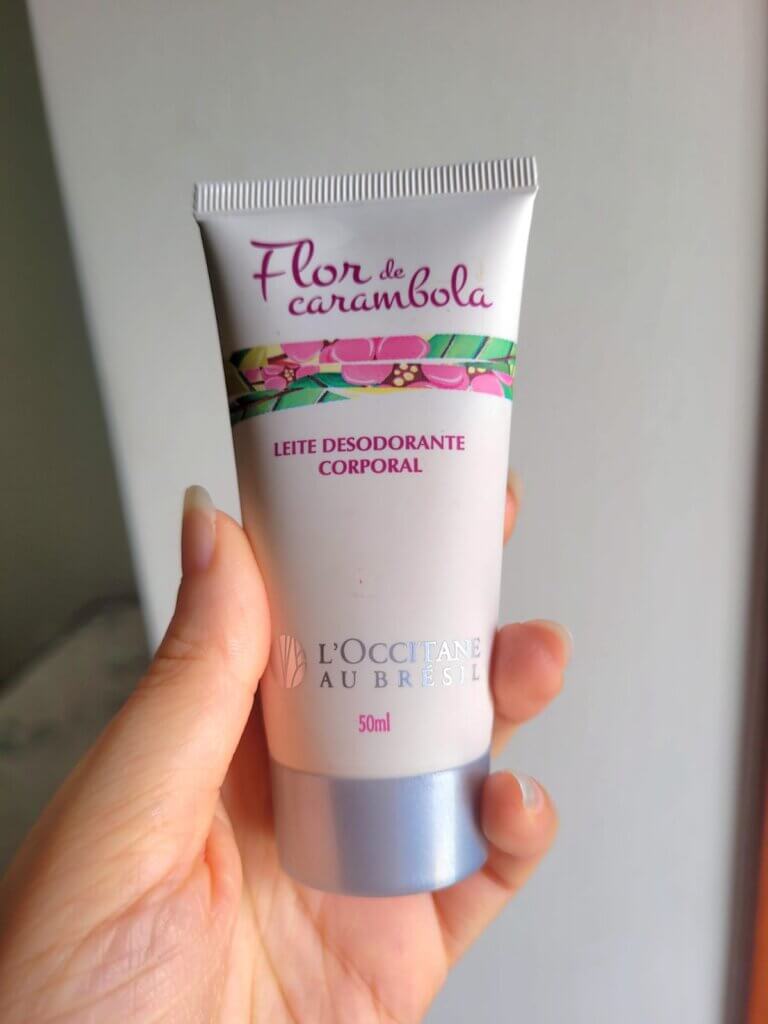 Flor de
carambola
LEITE DESODORANTE
CORPORAL
L'OCCITANE
AU BRÉSIL
50ml